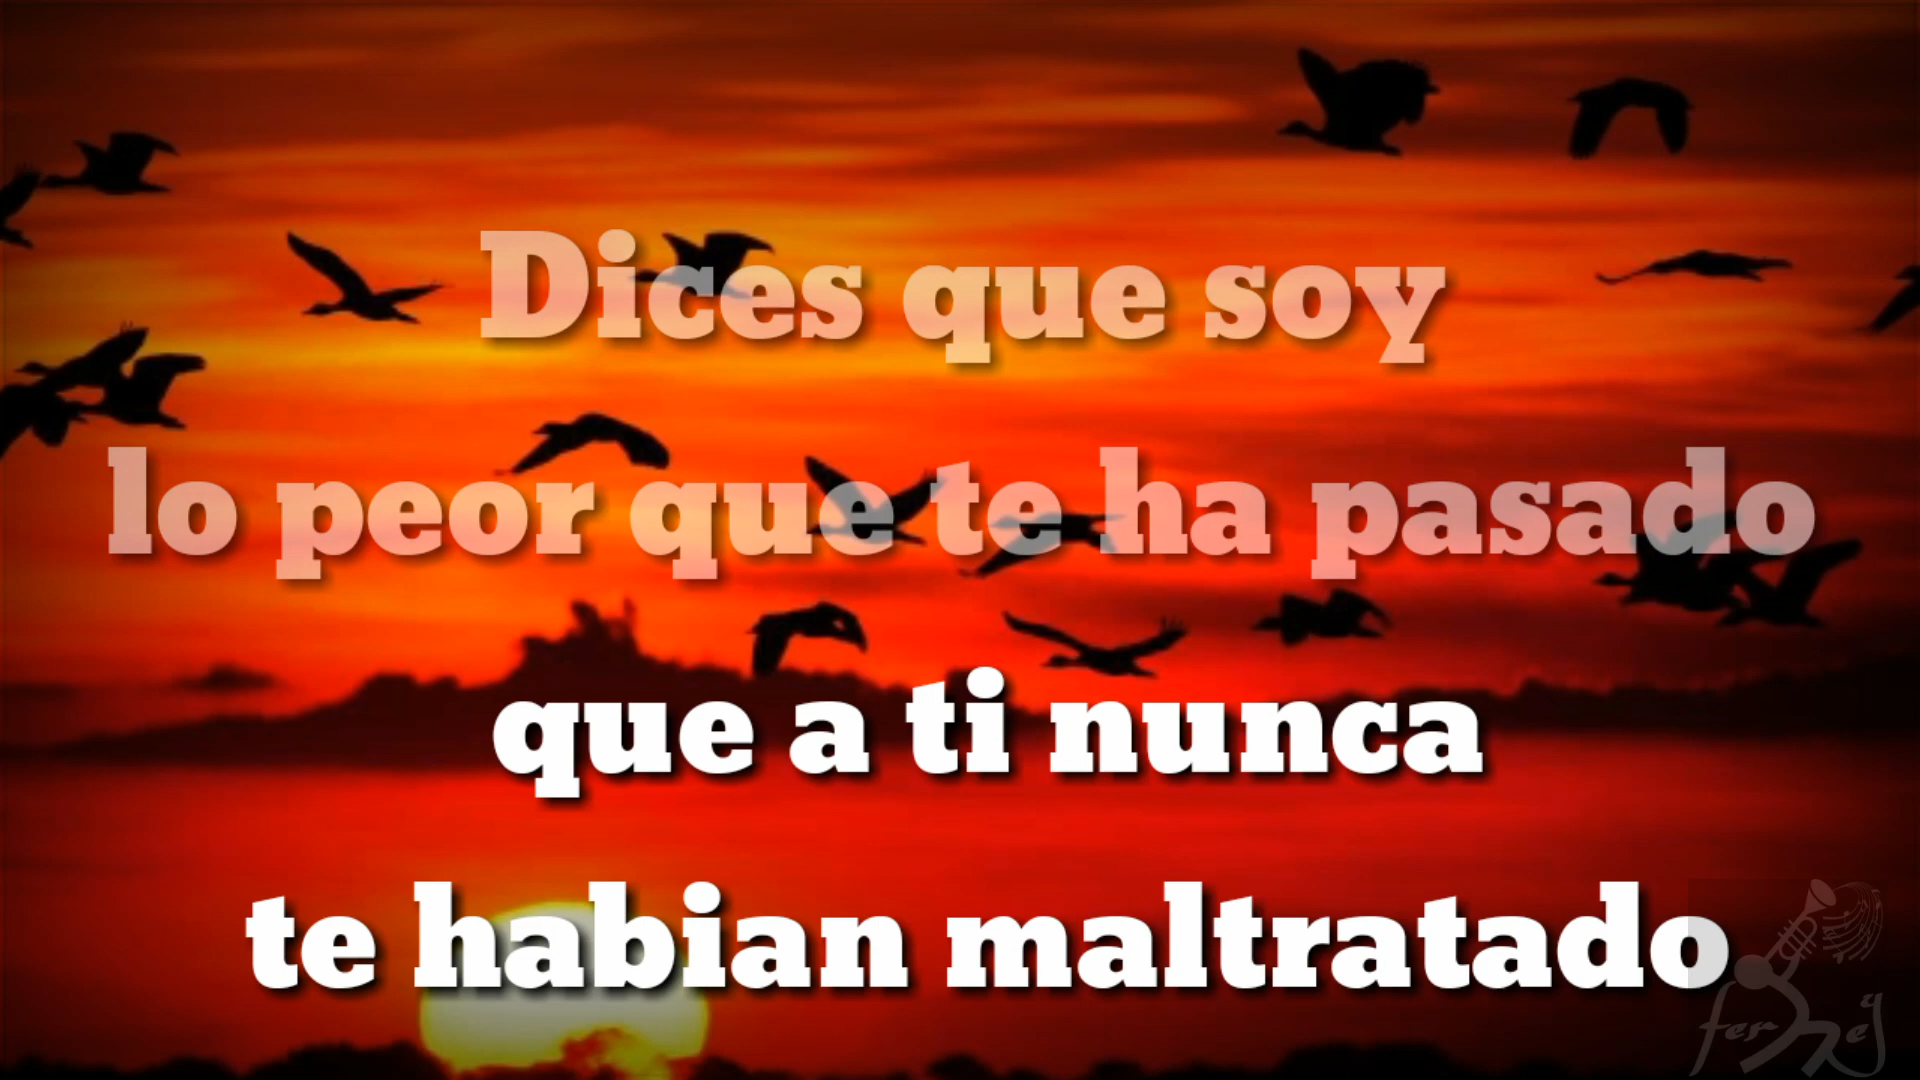 Dices que soy
lo peor que te ha pasado
que a ti nunca
te habian maltratado